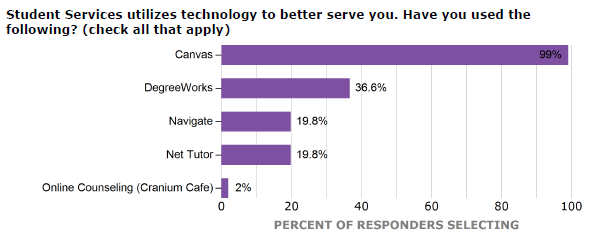 Student Services utilizes technology to better serve you. Have you used the
following? (check all that apply)
Canvas 99%
DegreeWorks 36.6%
Navigate 19.8%
Net Tutor 19.8%
Online Counseling (Cranium Cafe) 2%
0 20 40 60 80 100
PERCENT OF RESPONDERS SELECTING